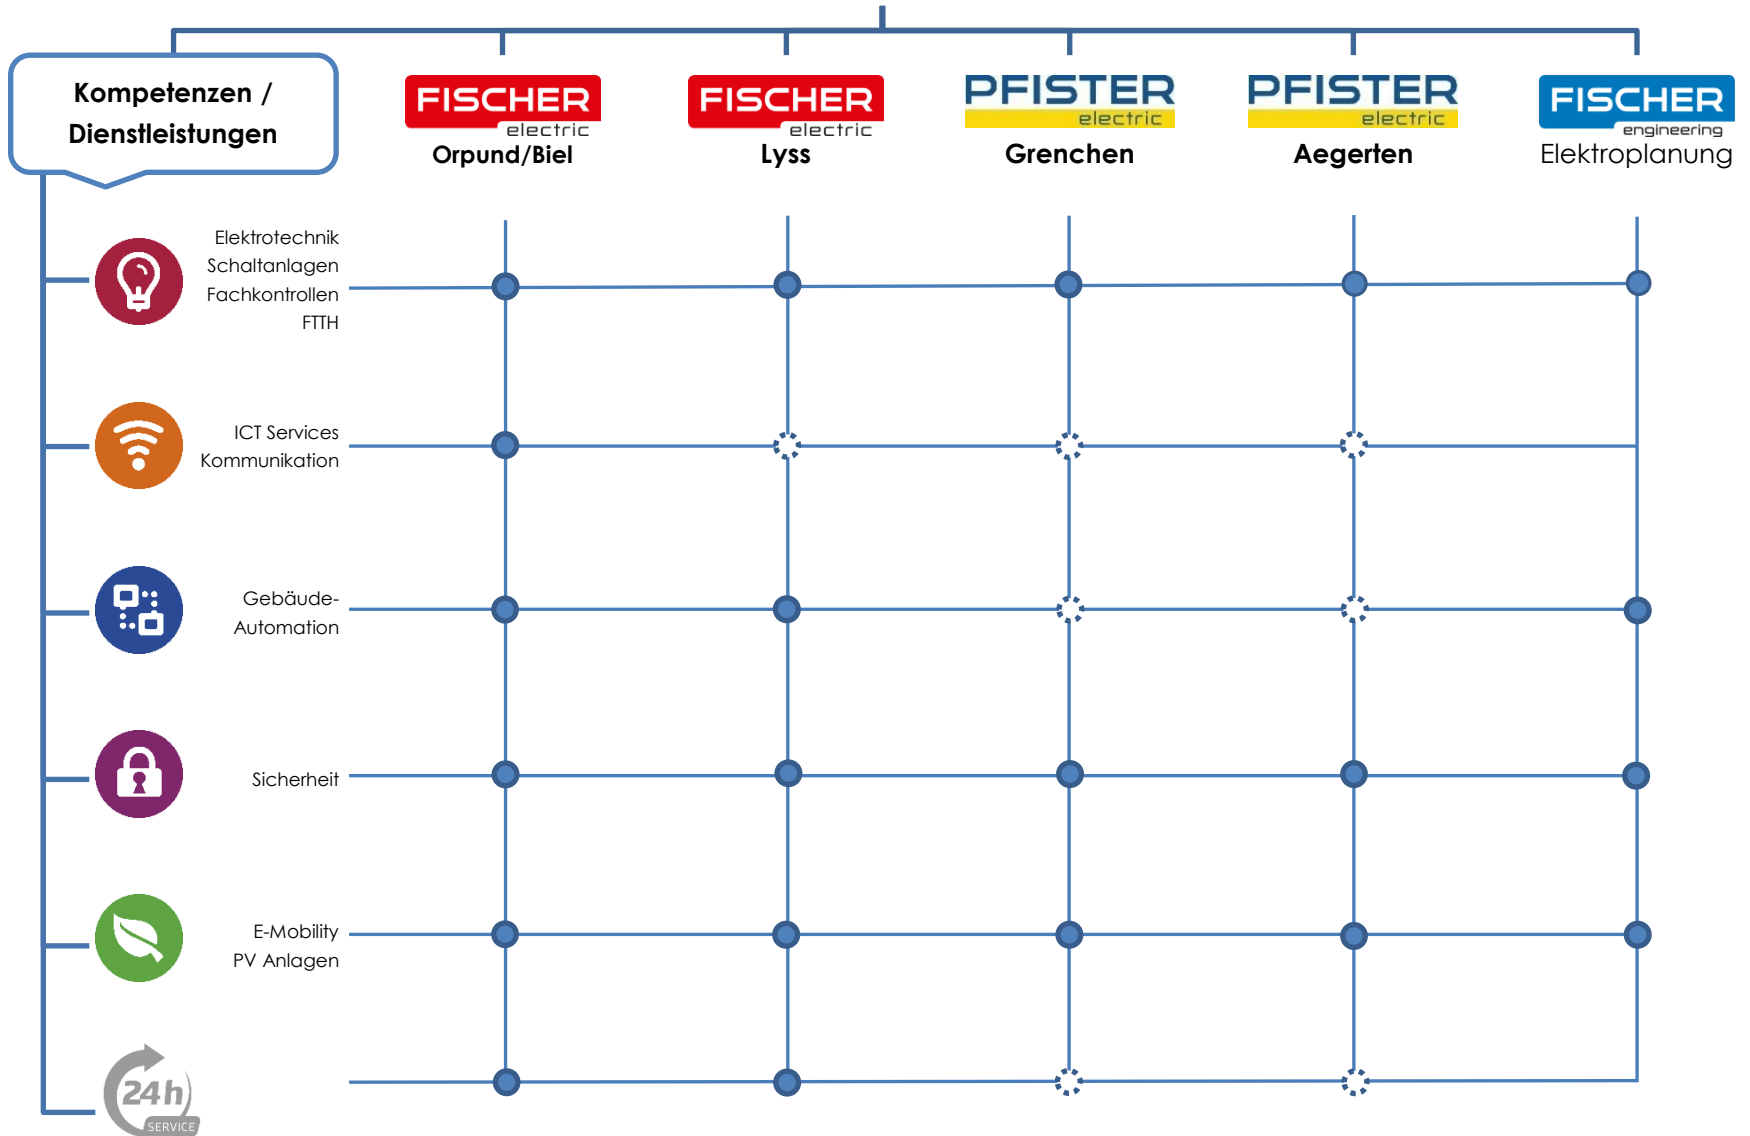 Kompetenzen /
Dienstleistungen
FISCHER
electric
Orpund/Biel
FISCHER
electric
Lyss
PFISTER
electric
Grenchen
PFISTER
electric
Aegerten
FISCHER
engineering
Elektroplanung
Elektrotechnik
Schaltanlagen
Fachkontrollen
FTTH
ICT Services
Kommunikation
Gebäude-
Automation
Sicherheit
E-Mobility
PV Anlagen
24h
SERVICE